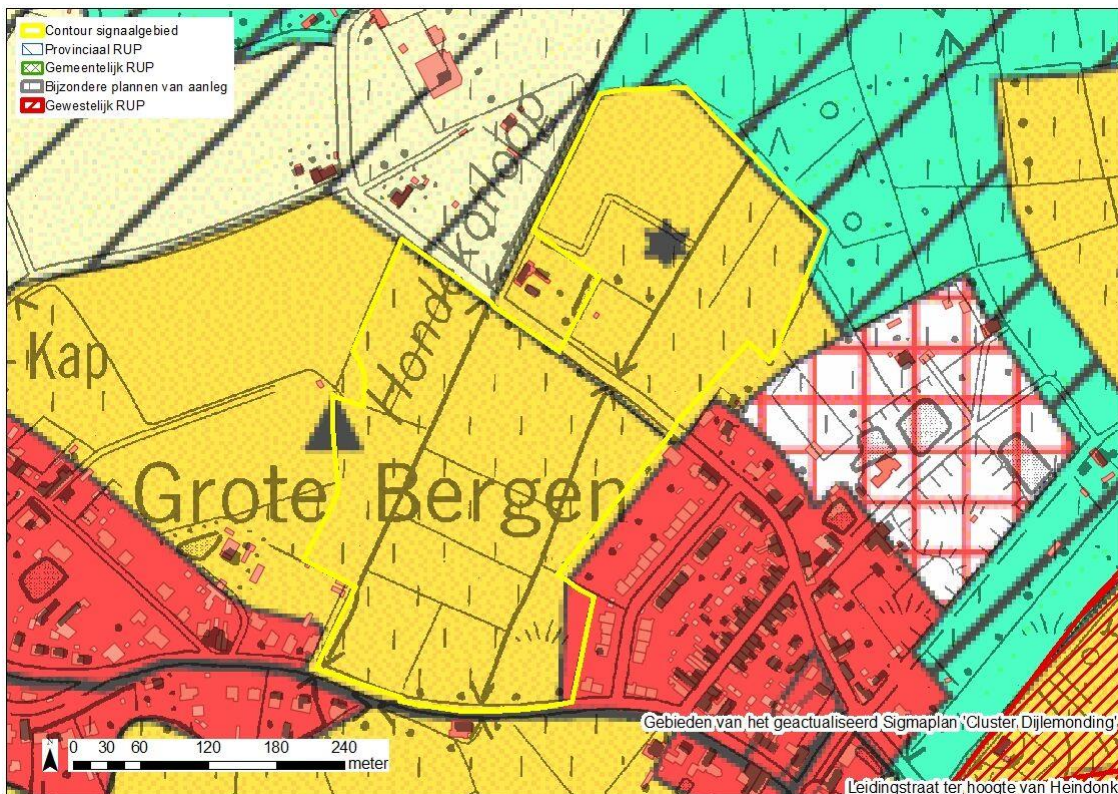 Contour signaalgebied
Provinciaal RUP
Gemeentelijk RUP
Bijzondere plannen van aanleg
Gewestelijk RUP
Kap
Grote Bergen
Gebieden van het geactualiseerd Sigmaplan 'Cluster Dijlemonding'
0 30 60 120 180 240
meter
Leidingstraat ter hoogte van Heindonk